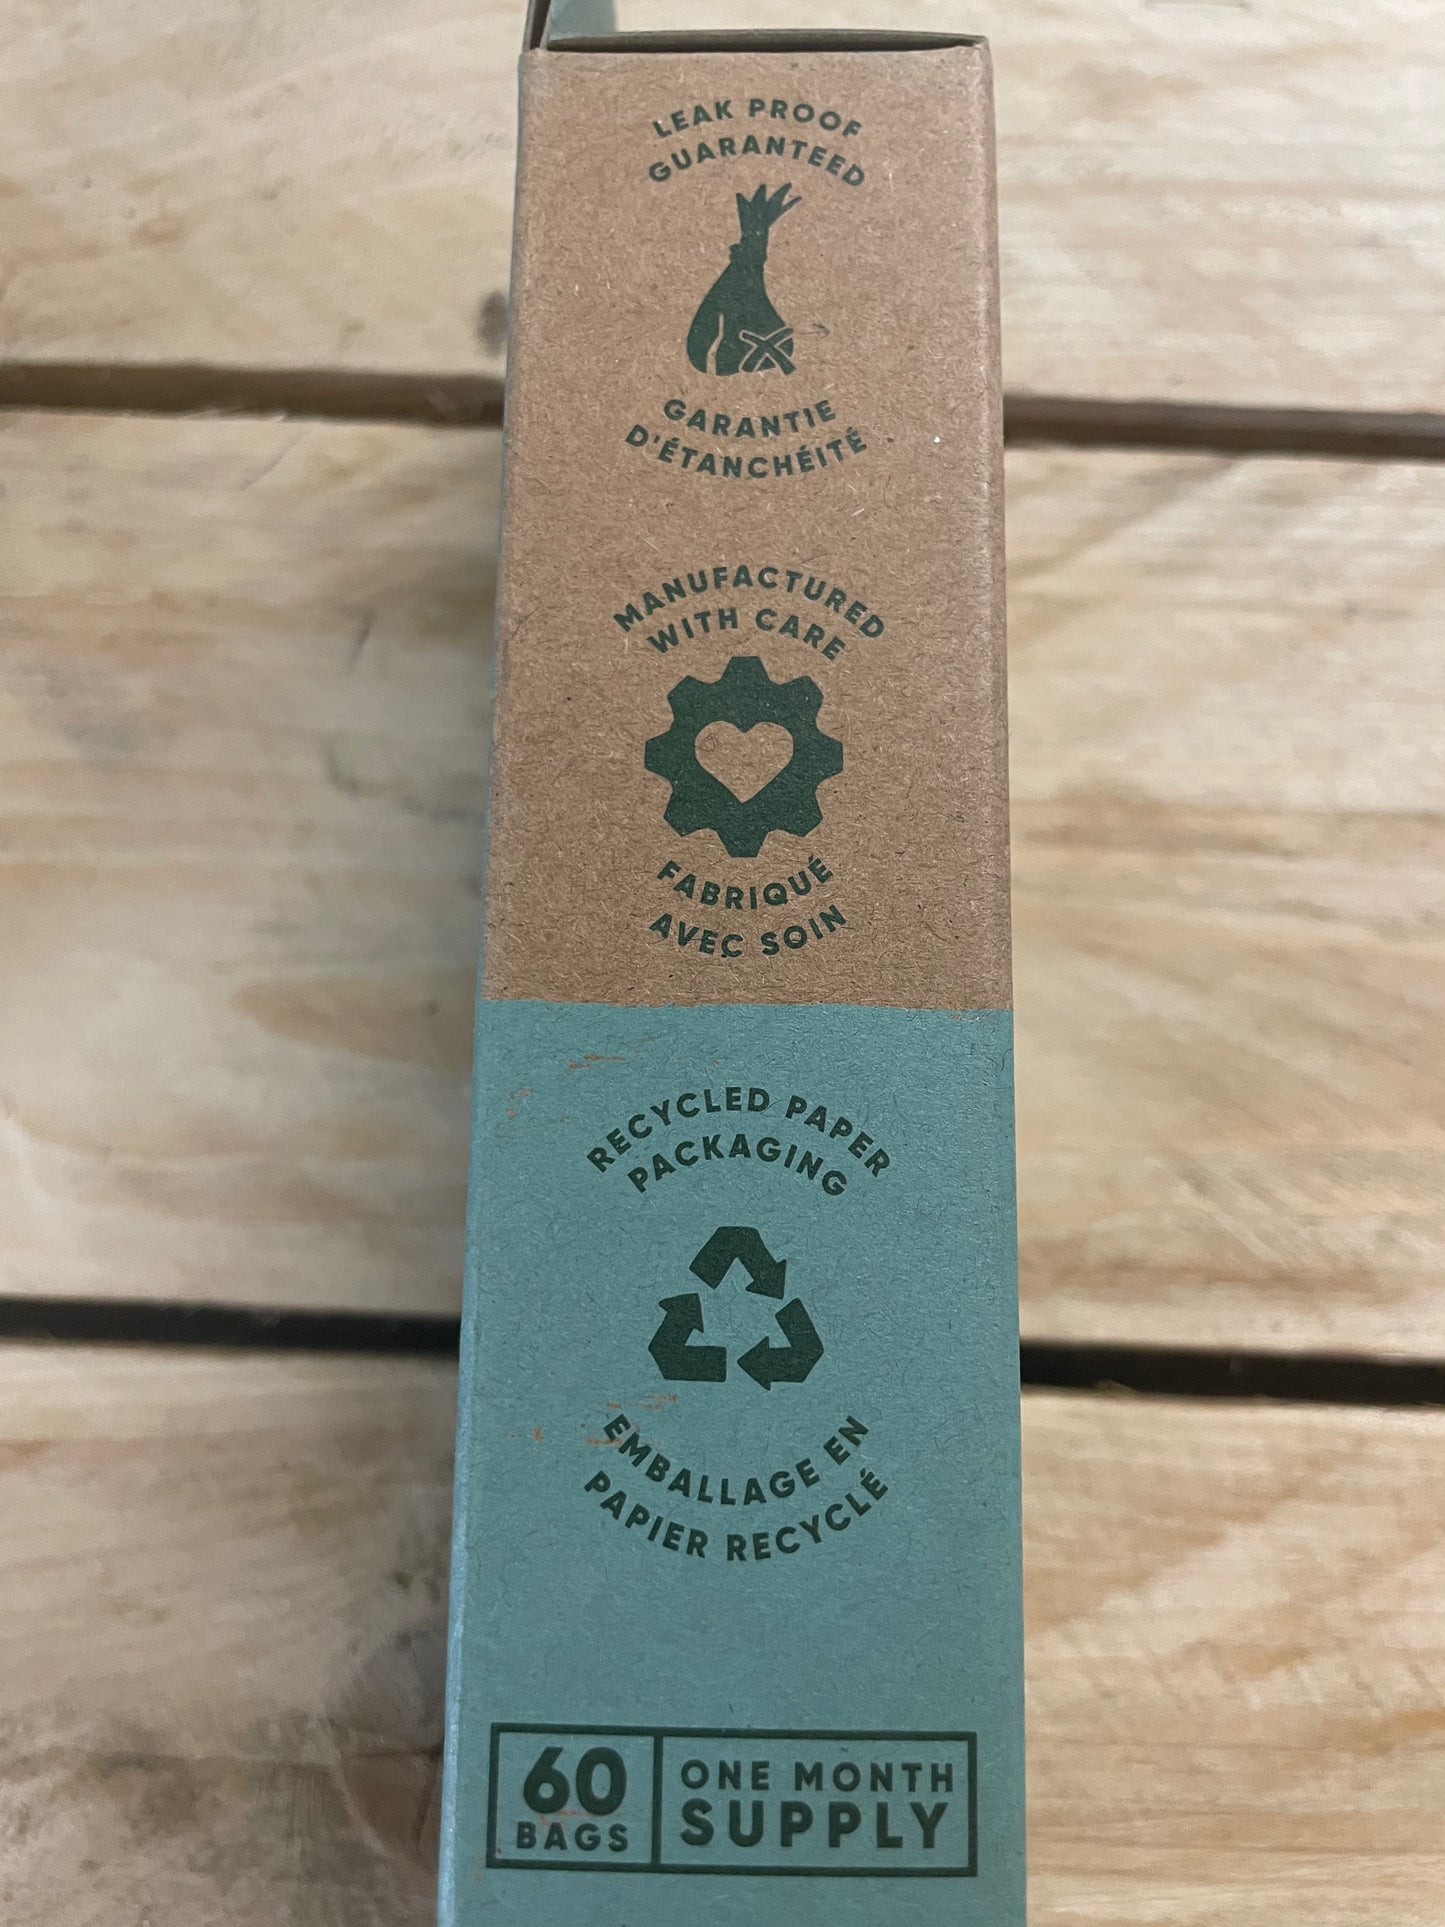 LEAK PROOF
GUARANTEED
GARANTIE
D'ÉTANCHÉITÉ
MANUFACTURED
WITH CARE
FABRIQUÉ
AVEÇ SOIN
RECYCLED PAPER
PACKAGING
EMBALLAGE EN
PAPIER RECYCLÉ
60
BAGS
ONE MONTH
SUPPLY